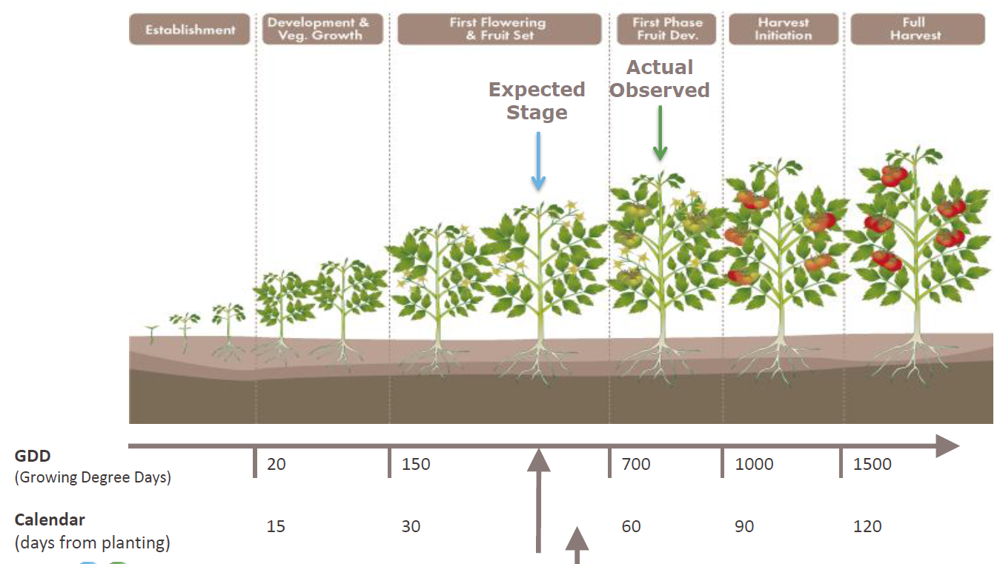 Establishment
Development &
Veg. Growth
First Flowering
& Fruit Set
First Phase
Fruit Dev.
Harvest
Initiation
Full
Harvest
Expected
Stage
Actual
Observed
GDD
(Growing Degree Days)
20
150
700
1000
1500
Calendar
(days from planting)
15
30
60
90
120